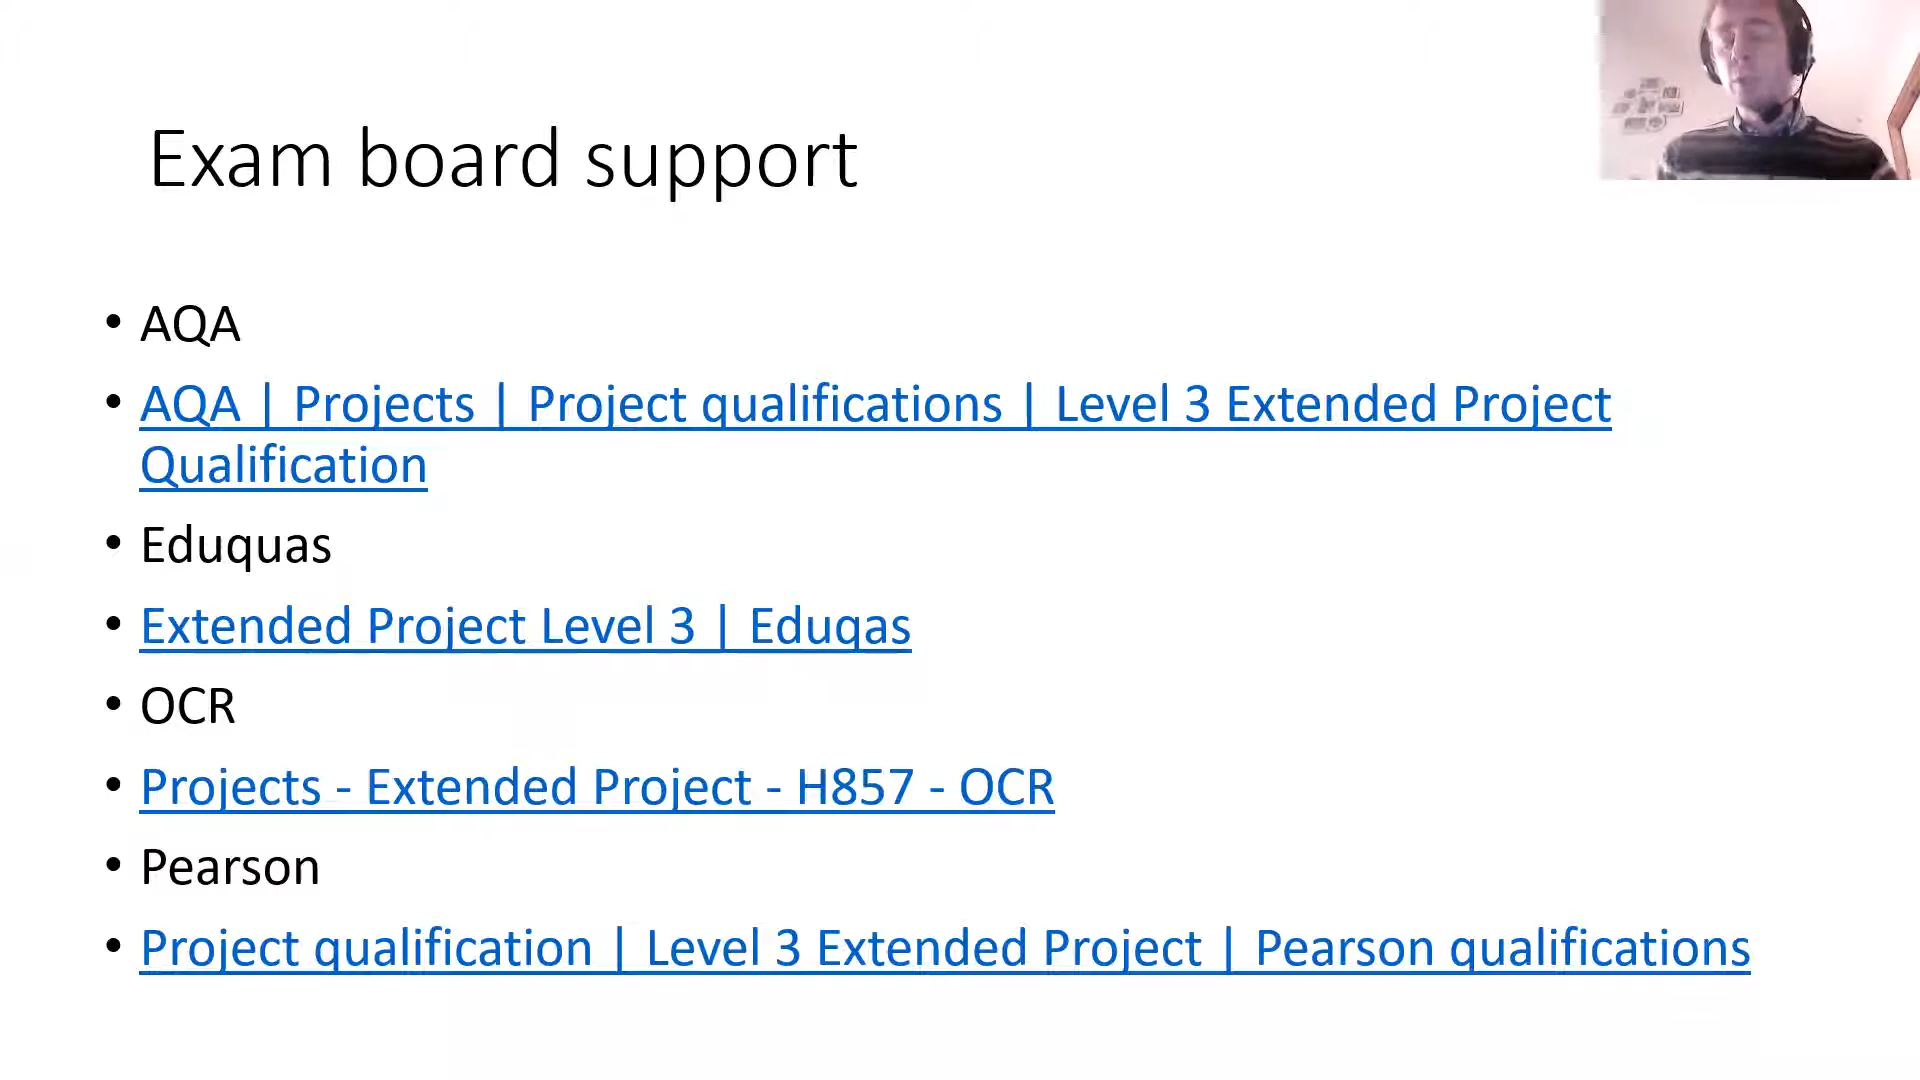 Exam board support
• AQA
• AQA | Projects | Project qualifications | Level 3 Extended Project
Qualification
• Eduquas
• Extended Project Level 3 | Eduqas
• OCR
• Projects - Extended Project - H857 - OCR
• Pearson
• Project qualification | Level 3 Extended Project | Pearson qualifications